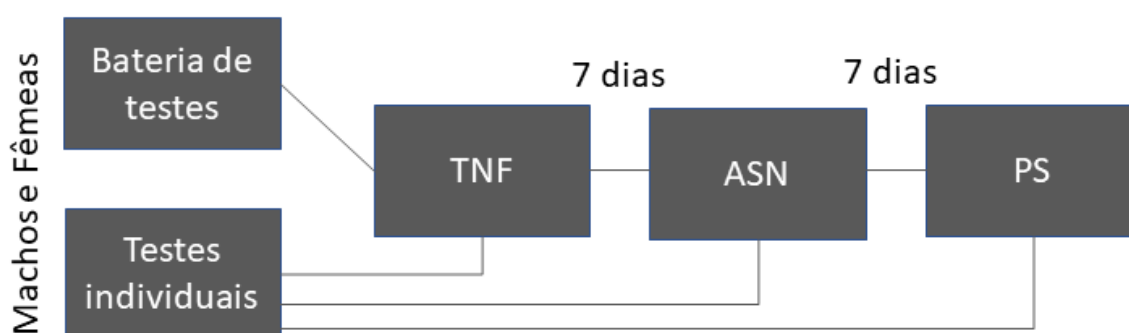 Machos e Fêmeas
Bateria de
testes
Testes
individuais
TNF
7 dias
ASN
7 dias
PS